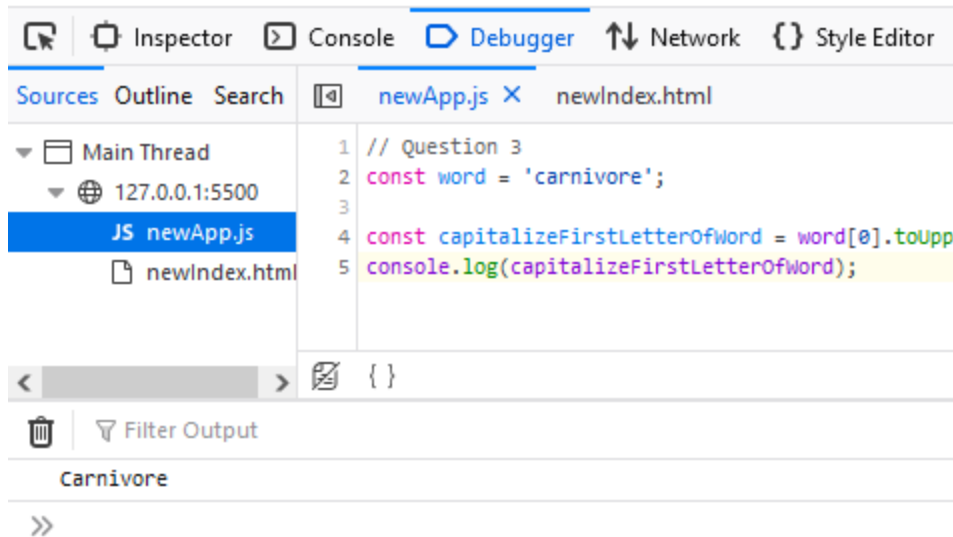 Inspector Console Debugger Network {} Style Editor
Sources Outline Search newApp.js × newIndex.html
Main Thread
127.0.0.1:5500
JS newApp.js
newIndex.html
1 // Question 3
2 const word = 'carnivore';
3
4 const capitalizeFirstLetterOfWord = word[0].toUpp
5 console.log(capitalizeFirstLetterOfWord);
{ }
Filter Output
Carnivore
»